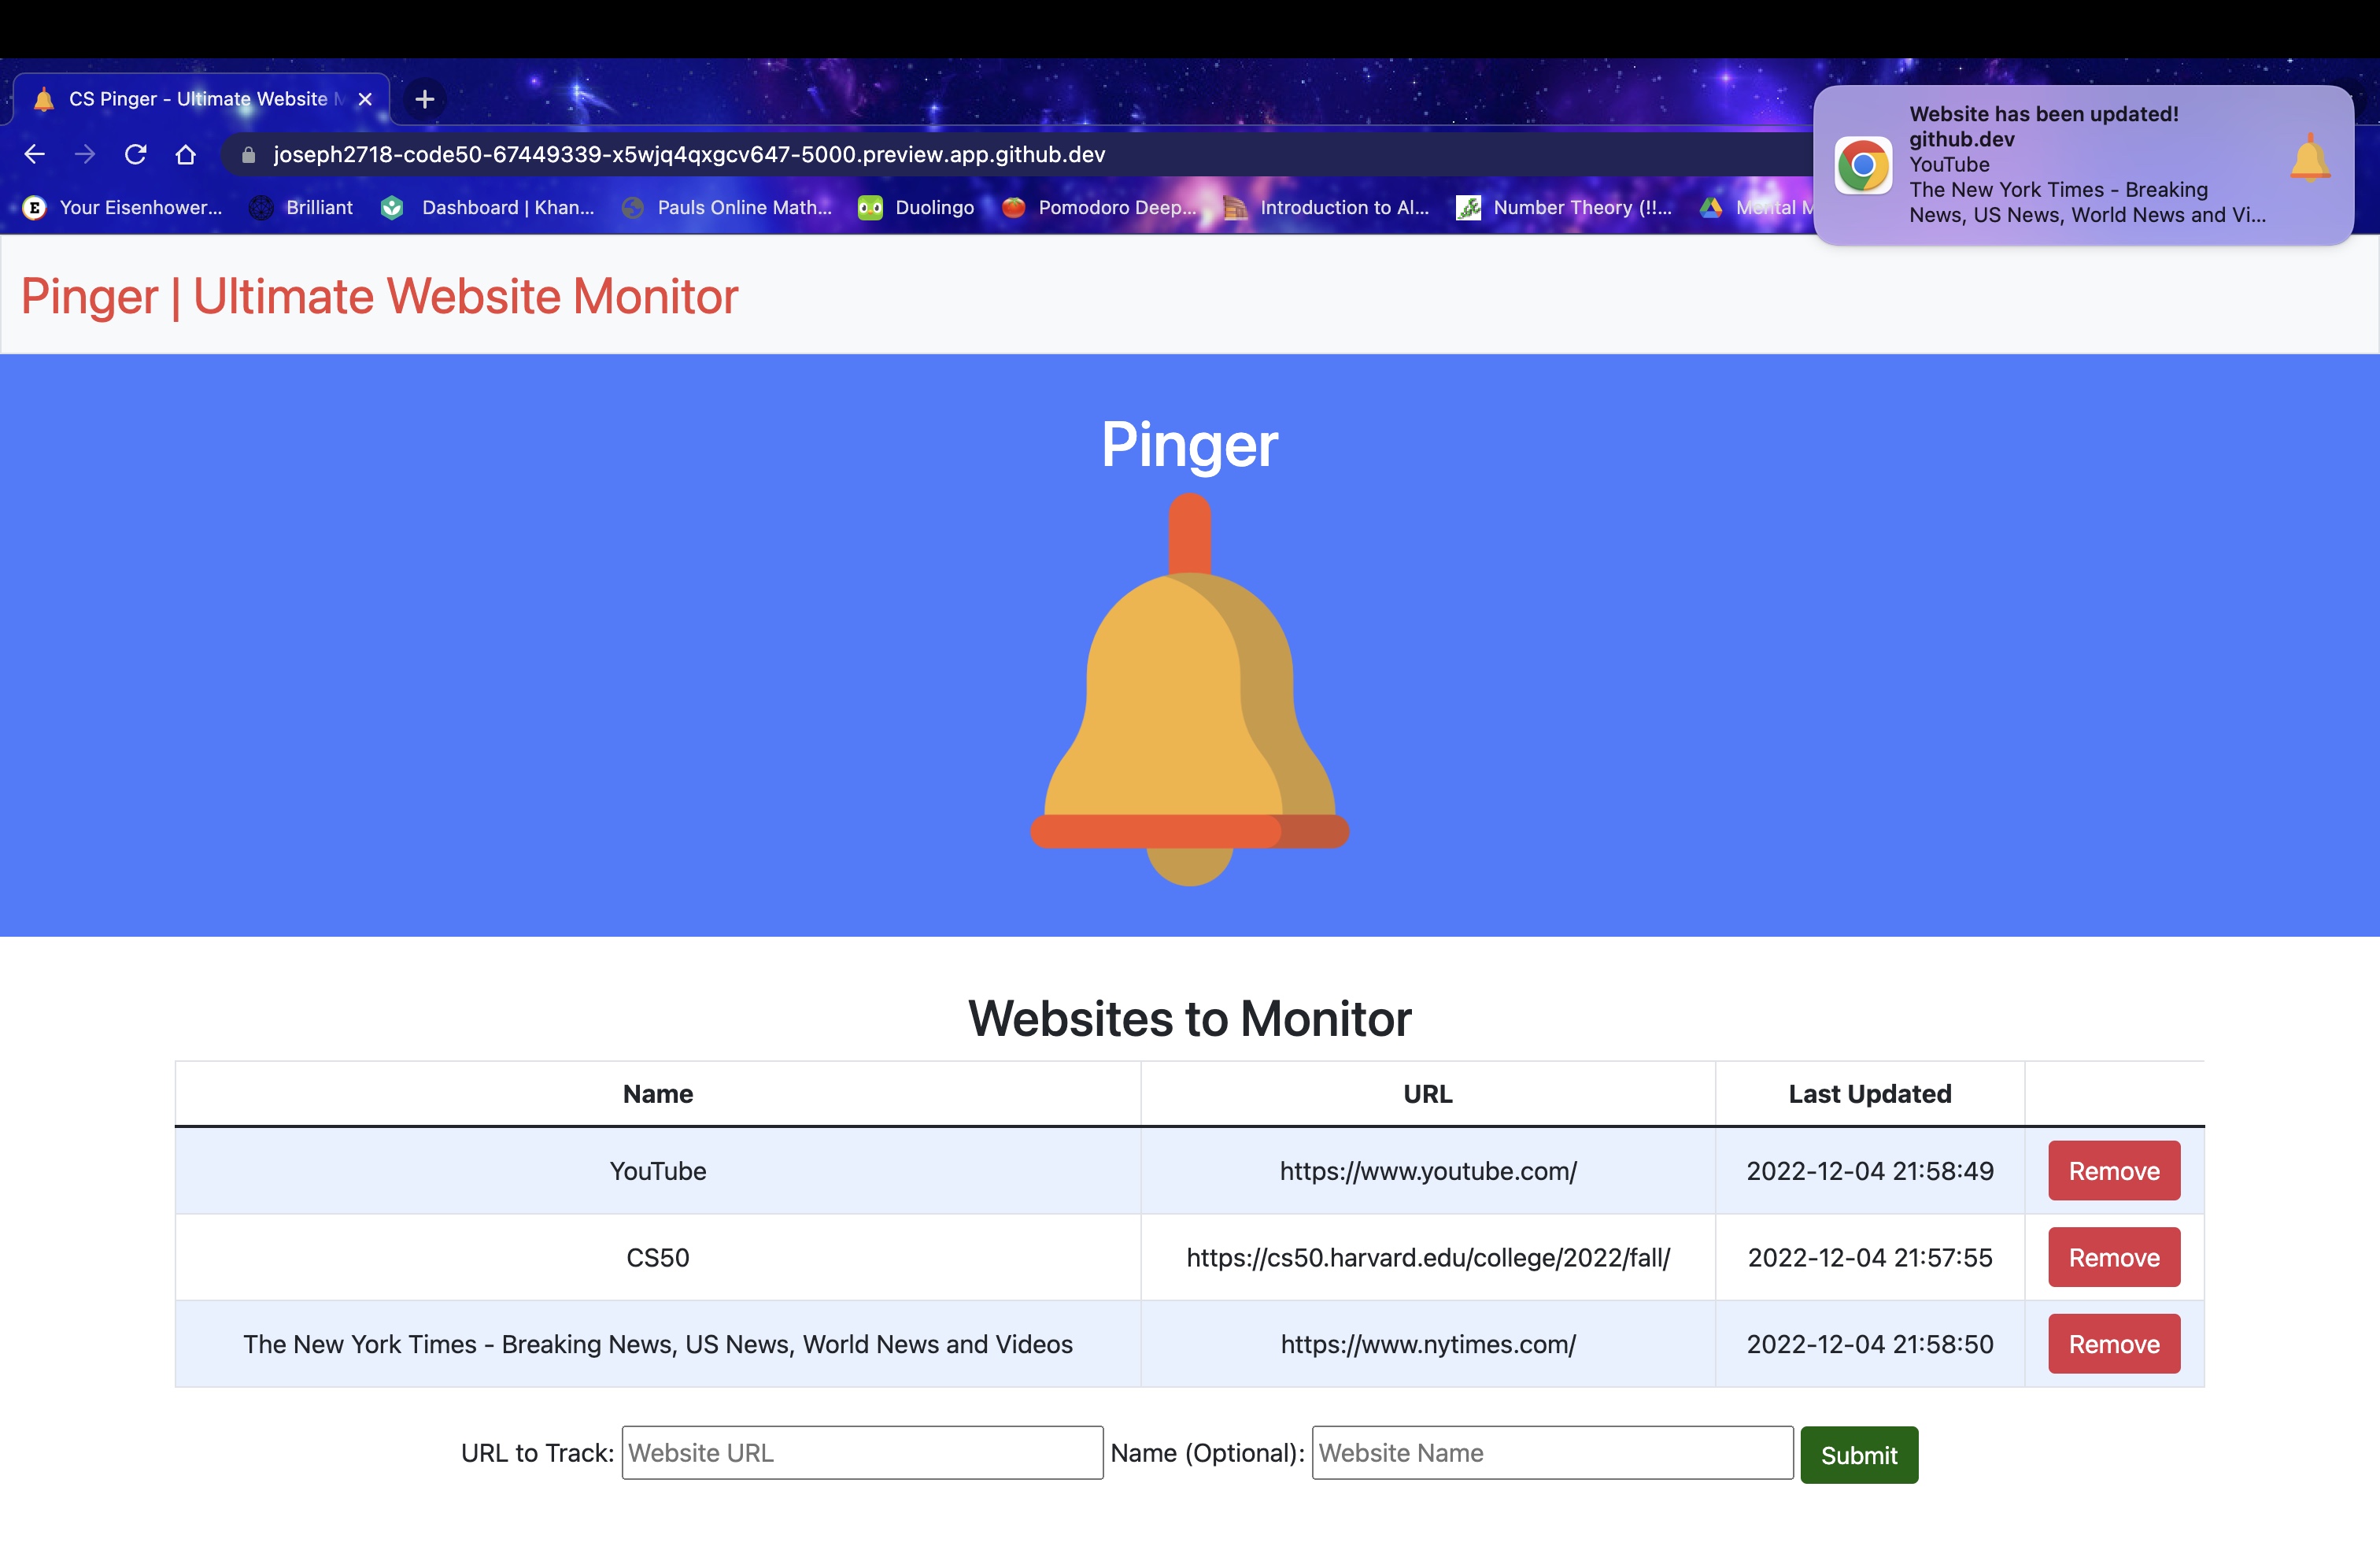 CS Pinger - Ultimate Website
joseph2718-code50-67449339-x5wjq4qxgcv647-5000.preview.app.github.dev
Website has been updated!
github.dev
YouTube
The New York Times - Breaking
News, US News, World News and Vi...
E Your Eisenhower... Brilliant Dashboard | Khan... Pauls Online Math... Duolingo Pomodoro Deep... Introduction to Al... Number Theory (!!... Mental M
Pinger | Ultimate Website Monitor
Pinger
Websites to Monitor
Name URL Last Updated
YouTube https://www.youtube.com/ 2022-12-04 21:58:49 Remove
CS50 https://cs50.harvard.edu/college/2022/fall/ 2022-12-04 21:57:55 Remove
The New York Times - Breaking News, US News, World News and Videos https://www.nytimes.com/ 2022-12-04 21:58:50 Remove
URL to Track: Website URL Name (Optional): Website Name Submit